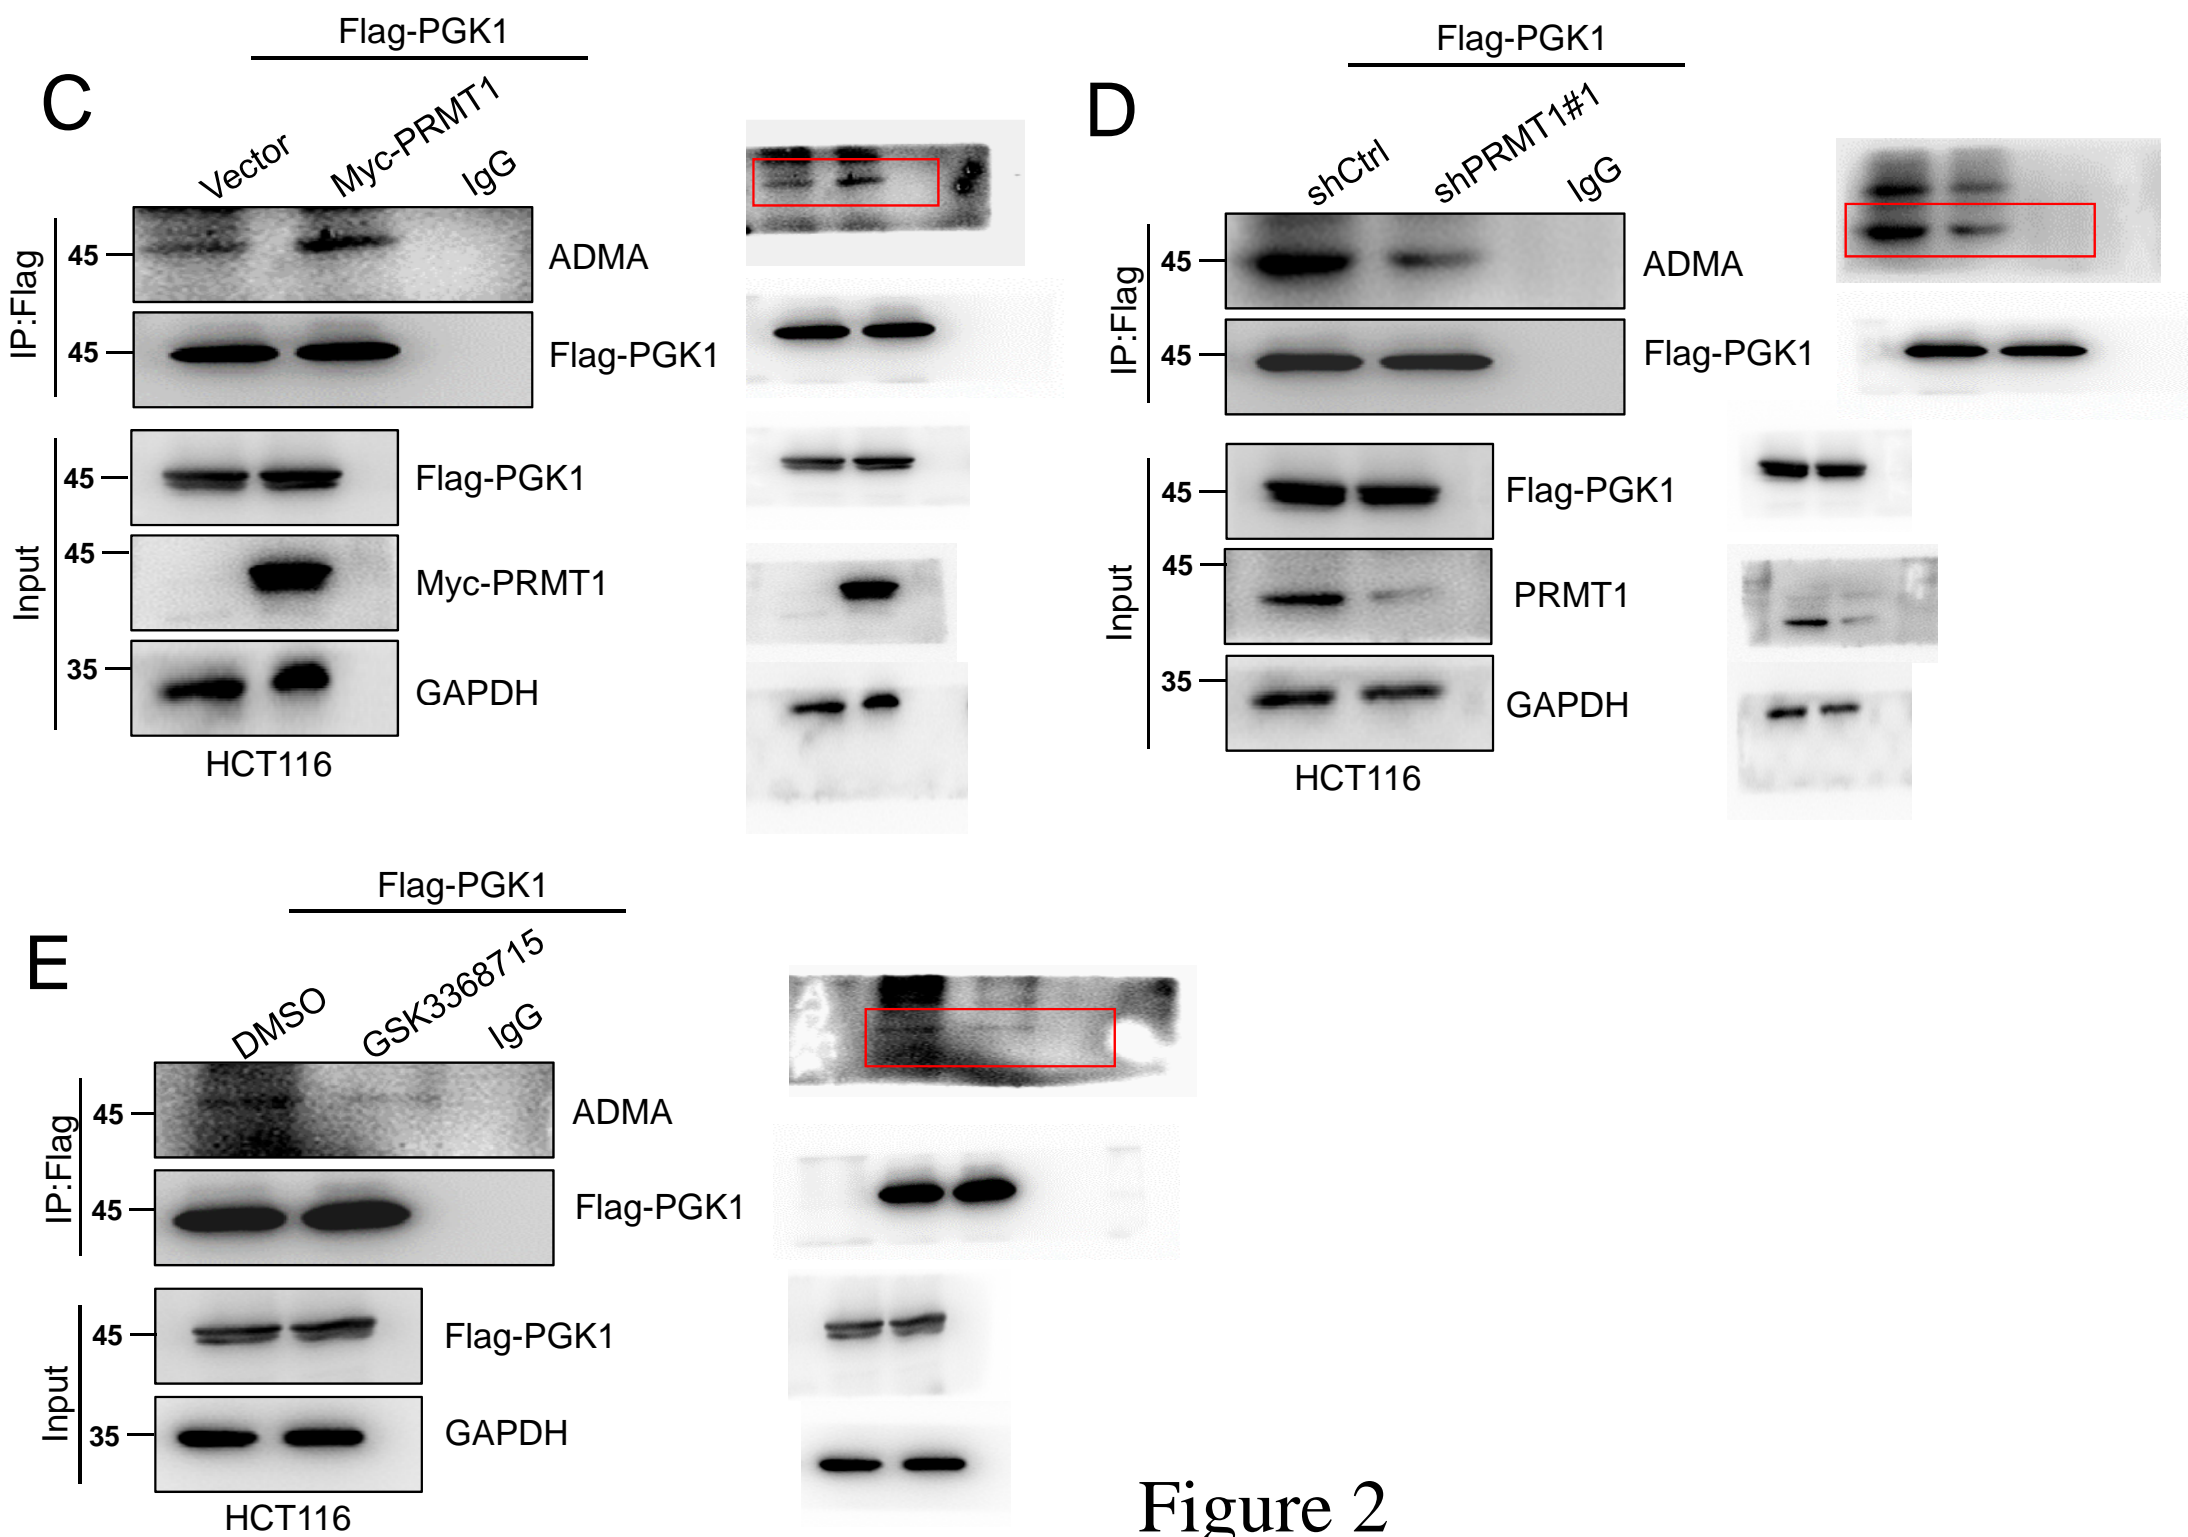 C
Flag-PGK1
Vector
Myc-PRMT1
IgG
IP:Flag
45
ADMA
45
Flag-PGK1
Input
45
Flag-PGK1
45
Myc-PRMT1
35
GAPDH
HCT116
D
Flag-PGK1
shCtrl
shPRMT1#1
IgG
IP:Flag
45
ADMA
45
Flag-PGK1
Input
45
Flag-PGK1
45
PRMT1
35
GAPDH
HCT116
E
Flag-PGK1
DMSO
GSK3368715
IgG
IP:Flag
45
ADMA
45
Flag-PGK1
Input
45
Flag-PGK1
35
GAPDH
HCT116
Figure 2